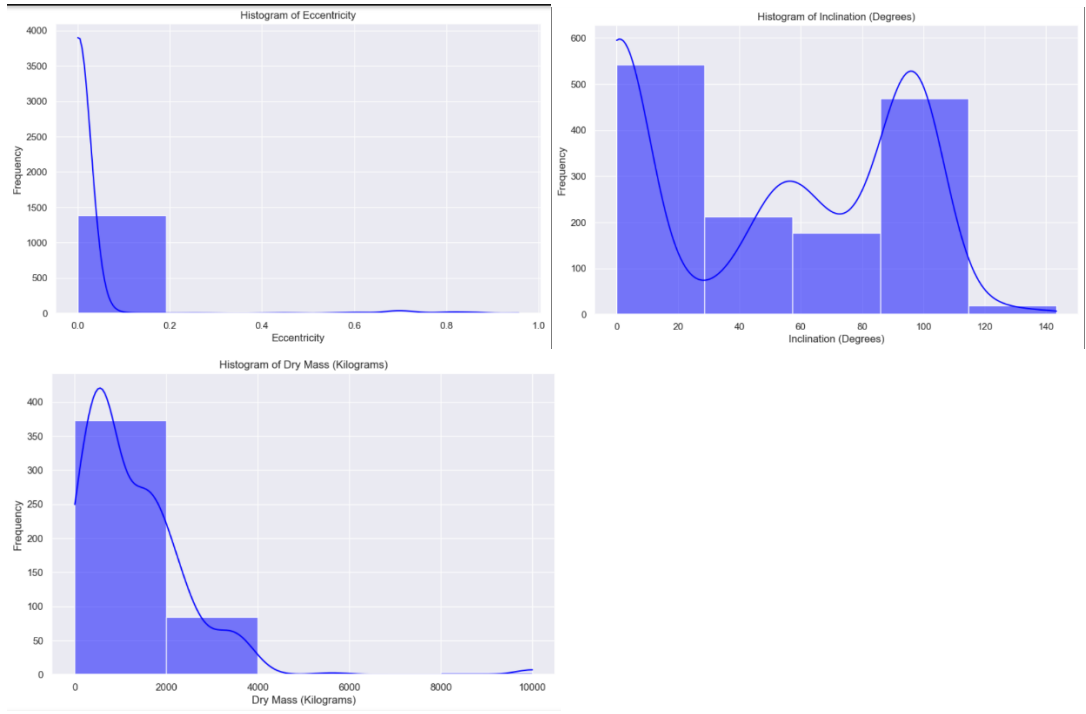 Histogram of Eccentricity
4000
3500
3000
2500
2000
1500
1000
500
0
Frequency
0.0 0.2 0.4 0.6 0.8 1.0
Eccentricity
Histogram of Inclination (Degrees)
600
500
400
300
200
100
0
Frequency
0 20 40 60 80 100 120 140
Inclination (Degrees)
Histogram of Dry Mass (Kilograms)
400
350
300
250
200
150
100
50
0
Frequency
0 2000 4000 6000 8000 10000
Dry Mass (Kilograms)